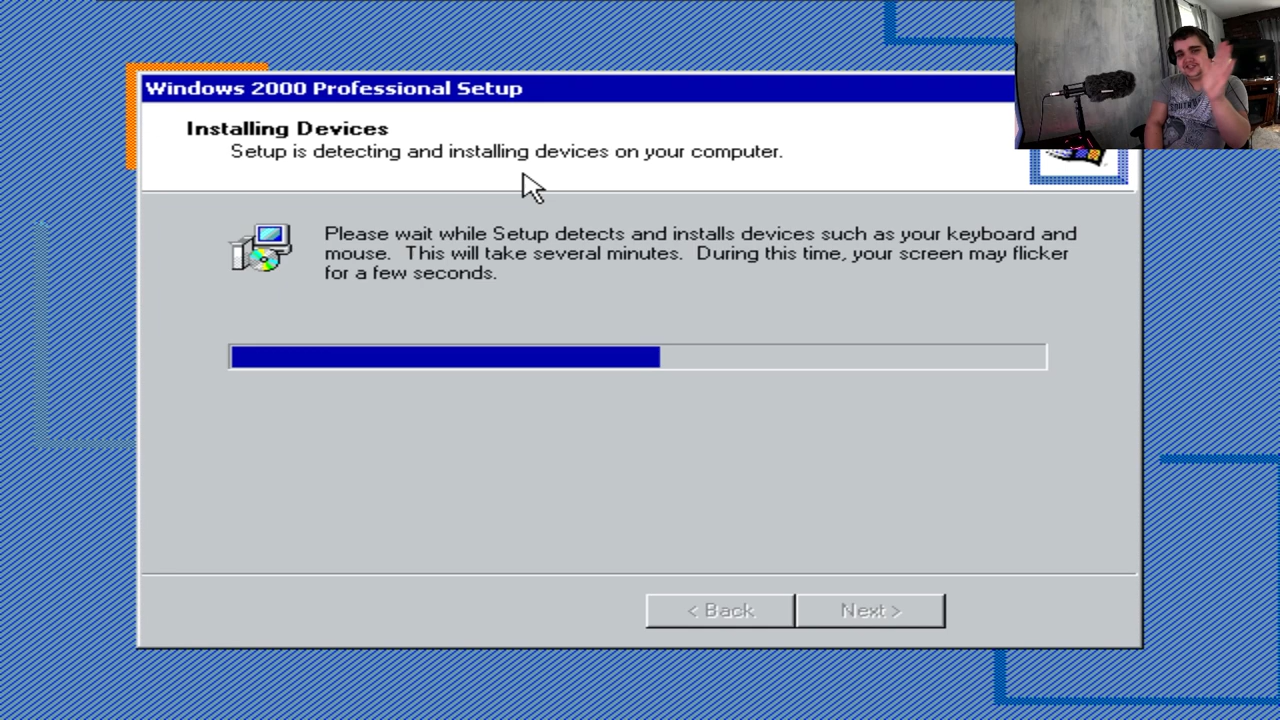 Windows 2000 Professional Setup
Installing Devices
Setup is detecting and installing devices on your computer.
Please wait while Setup detects and installs devices such as your keyboard and
mouse. This will take several minutes. During this time, your screen may flicker
for a few seconds.
< Back
Next >